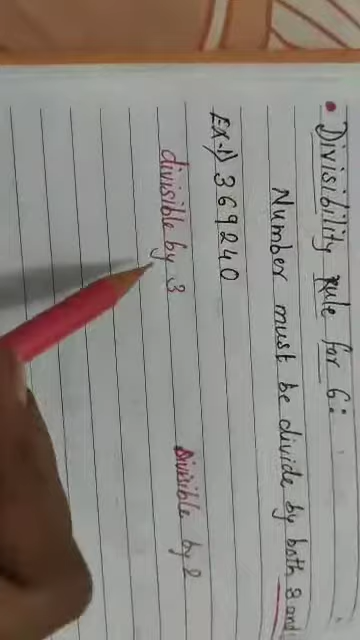 • Divisibility rule for 6:
Number must be divide by both 3 and
Ex-1) 369240
divisible by 3 Divisible by 2